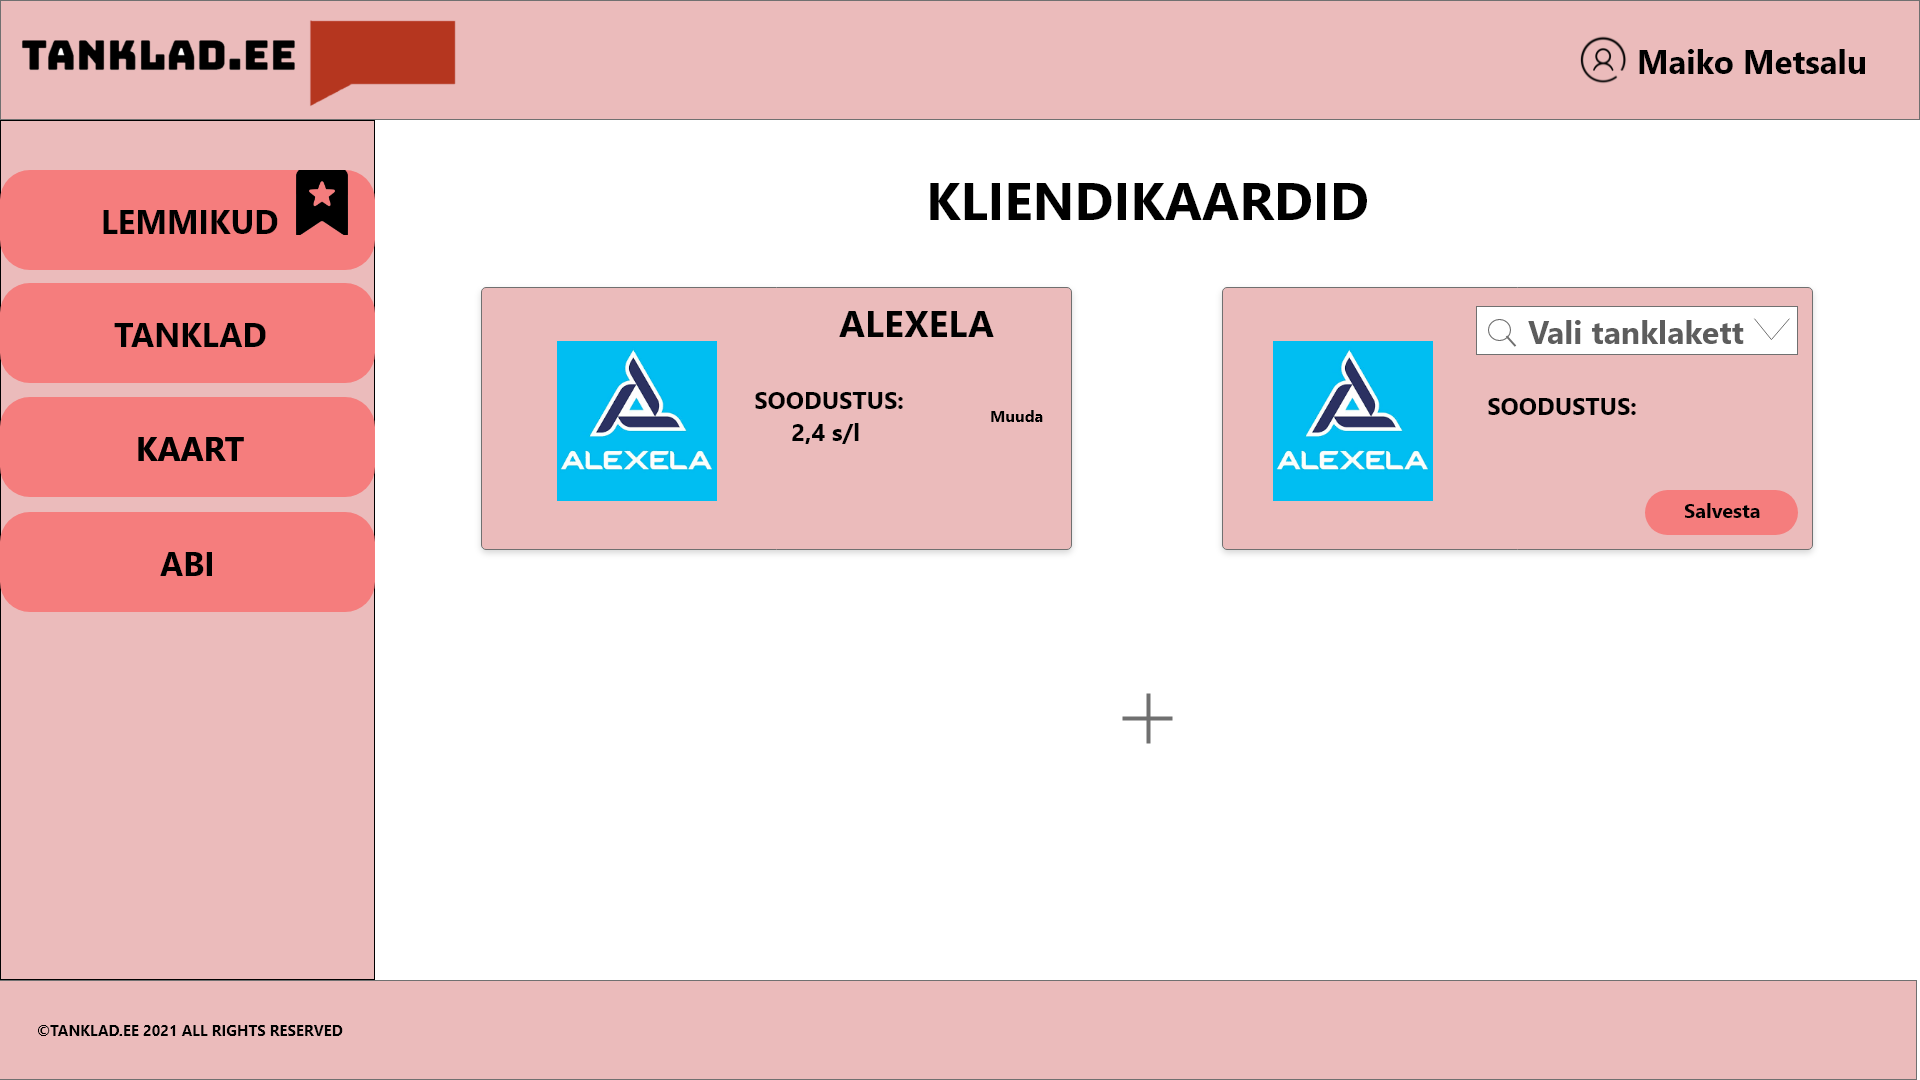 TANKLAD.EE
Maiko Metsalu
LEMMIKUD
TANKLAD
KAART
ABI
KLIENDIKAARDID
ALEXELA
ALEXELA
SOODUSTUS:
2,4 s/l
Muuda
ALEXELA
Vali tanklakett
SOODUSTUS:
Salvesta
©TANKLAD.EE 2021 ALL RIGHTS RESERVED